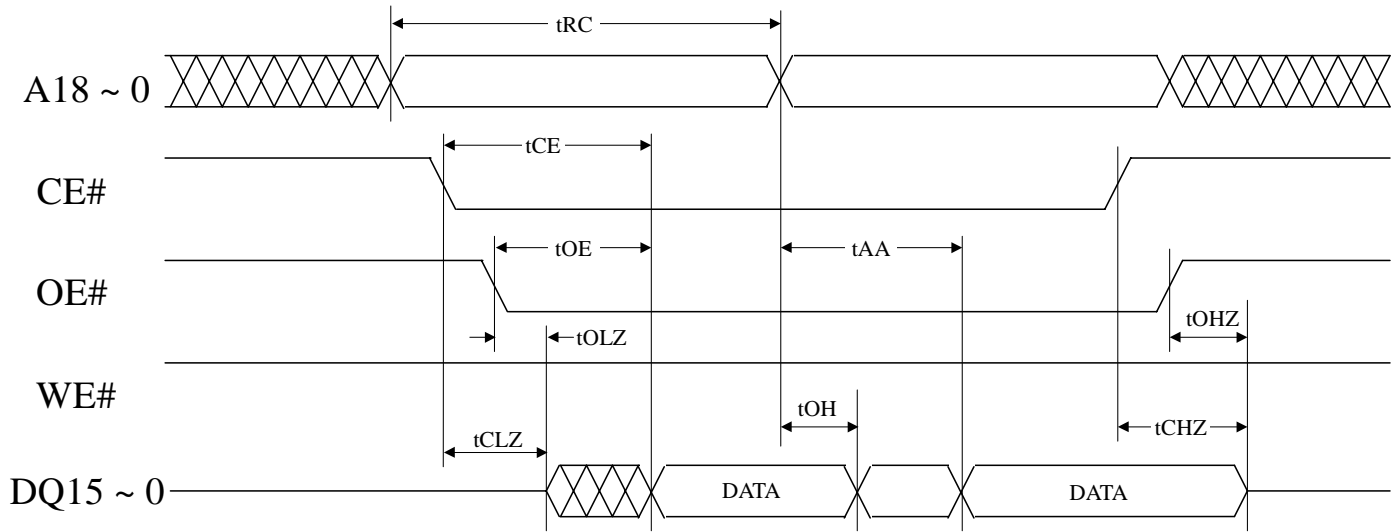 tRC
A18 ~ 0
tCE
CE#
tOE
tAA
OE#
tOHZ
tOLZ
WE#
tOH
tCHZ
tCLZ
DQ15 ~ 0
DATA
DATA